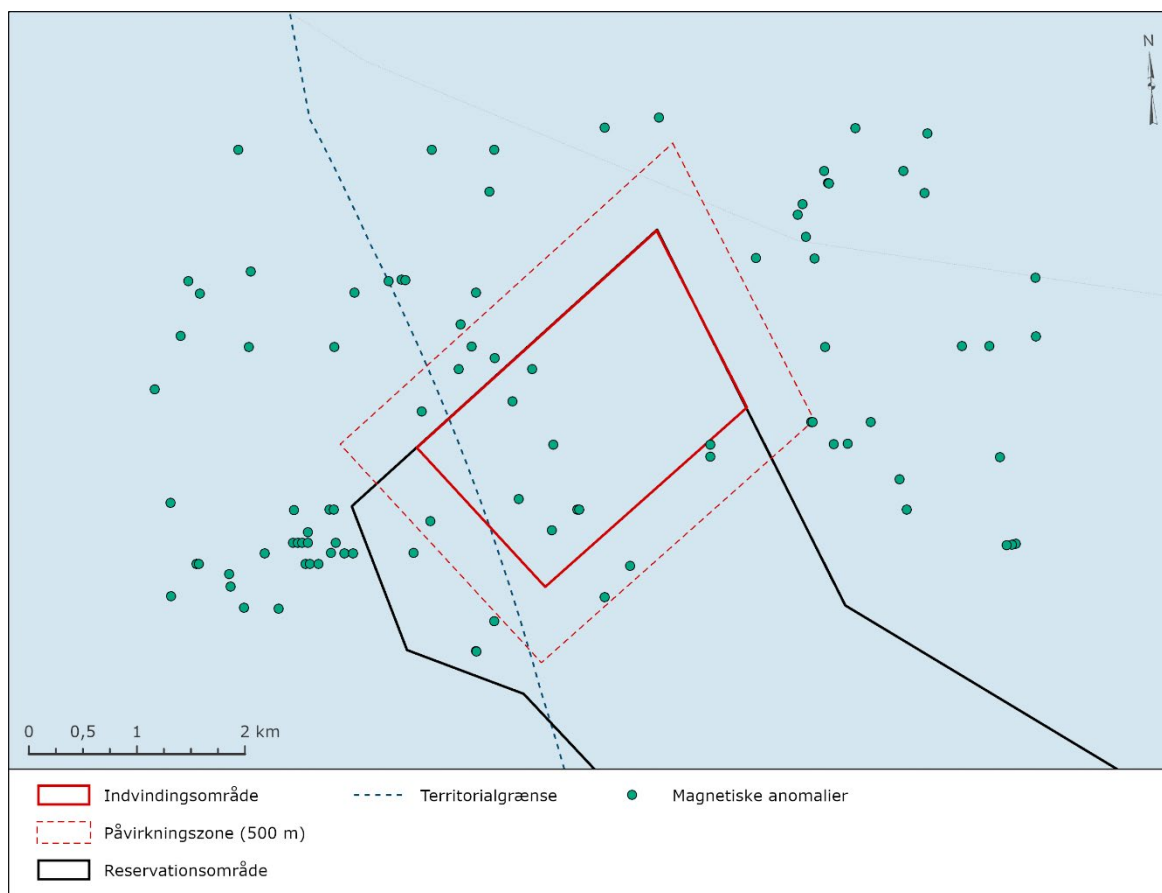 N
0 0,5 1 2 km
Indvindingsområde
Territorialgrænse
Magnetiske anomalier
Påvirkningszone (500 m)
Reservationsområde